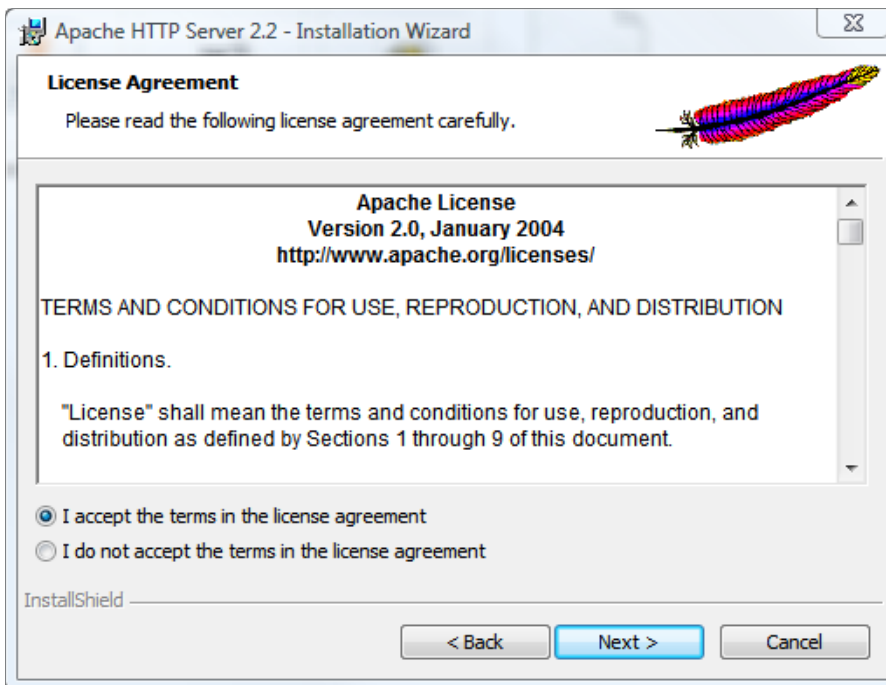 Apache HTTP Server 2.2 - Installation Wizard
License Agreement
Please read the following license agreement carefully.
Apache License
Version 2.0, January 2004
http://www.apache.org/licenses/
TERMS AND CONDITIONS FOR USE, REPRODUCTION, AND DISTRIBUTION
1. Definitions.
"License" shall mean the terms and conditions for use, reproduction, and
distribution as defined by Sections 1 through 9 of this document.
I accept the terms in the license agreement
I do not accept the terms in the license agreement
InstallShield
< Back Next > Cancel